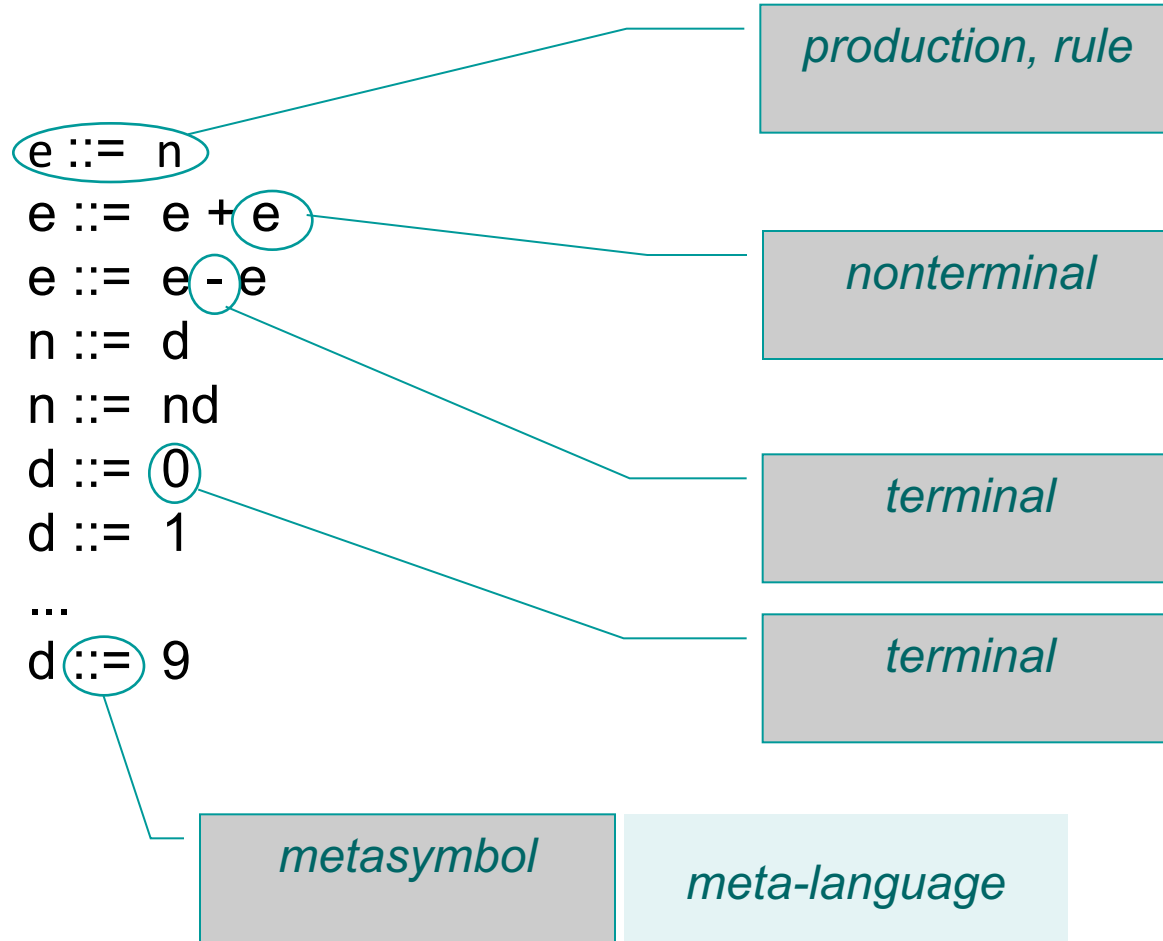 production, rule
e ::= n
e ::= e + e
e ::= e - e
nonterminal
n ::= d
n ::= nd
d ::= 0
terminal
d ::= 1
...
d ::= 9
terminal
metasymbol
meta-language